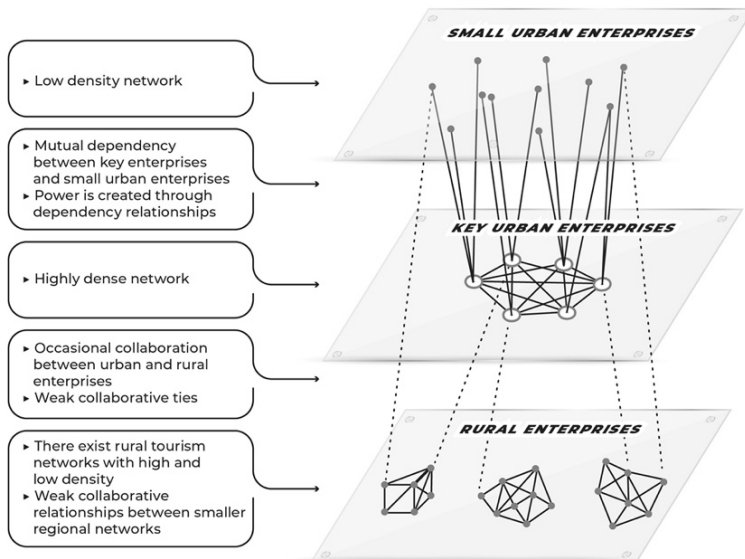 SMALL URBAN ENTERPRISES
▸ Low density network
▸ Mutual dependency
between key enterprises
and small urban enterprises
▸ Power is created through
dependency relationships
KEY URBAN ENTERPRISES
▸ Highly dense network
▸ Occasional collaboration
between urban and rural
enterprises
▸ Weak collaborative ties
RURAL ENTERPRISES
▸ There exist rural tourism
networks with high and
low density
▸ Weak collaborative
relationships between smaller
regional networks